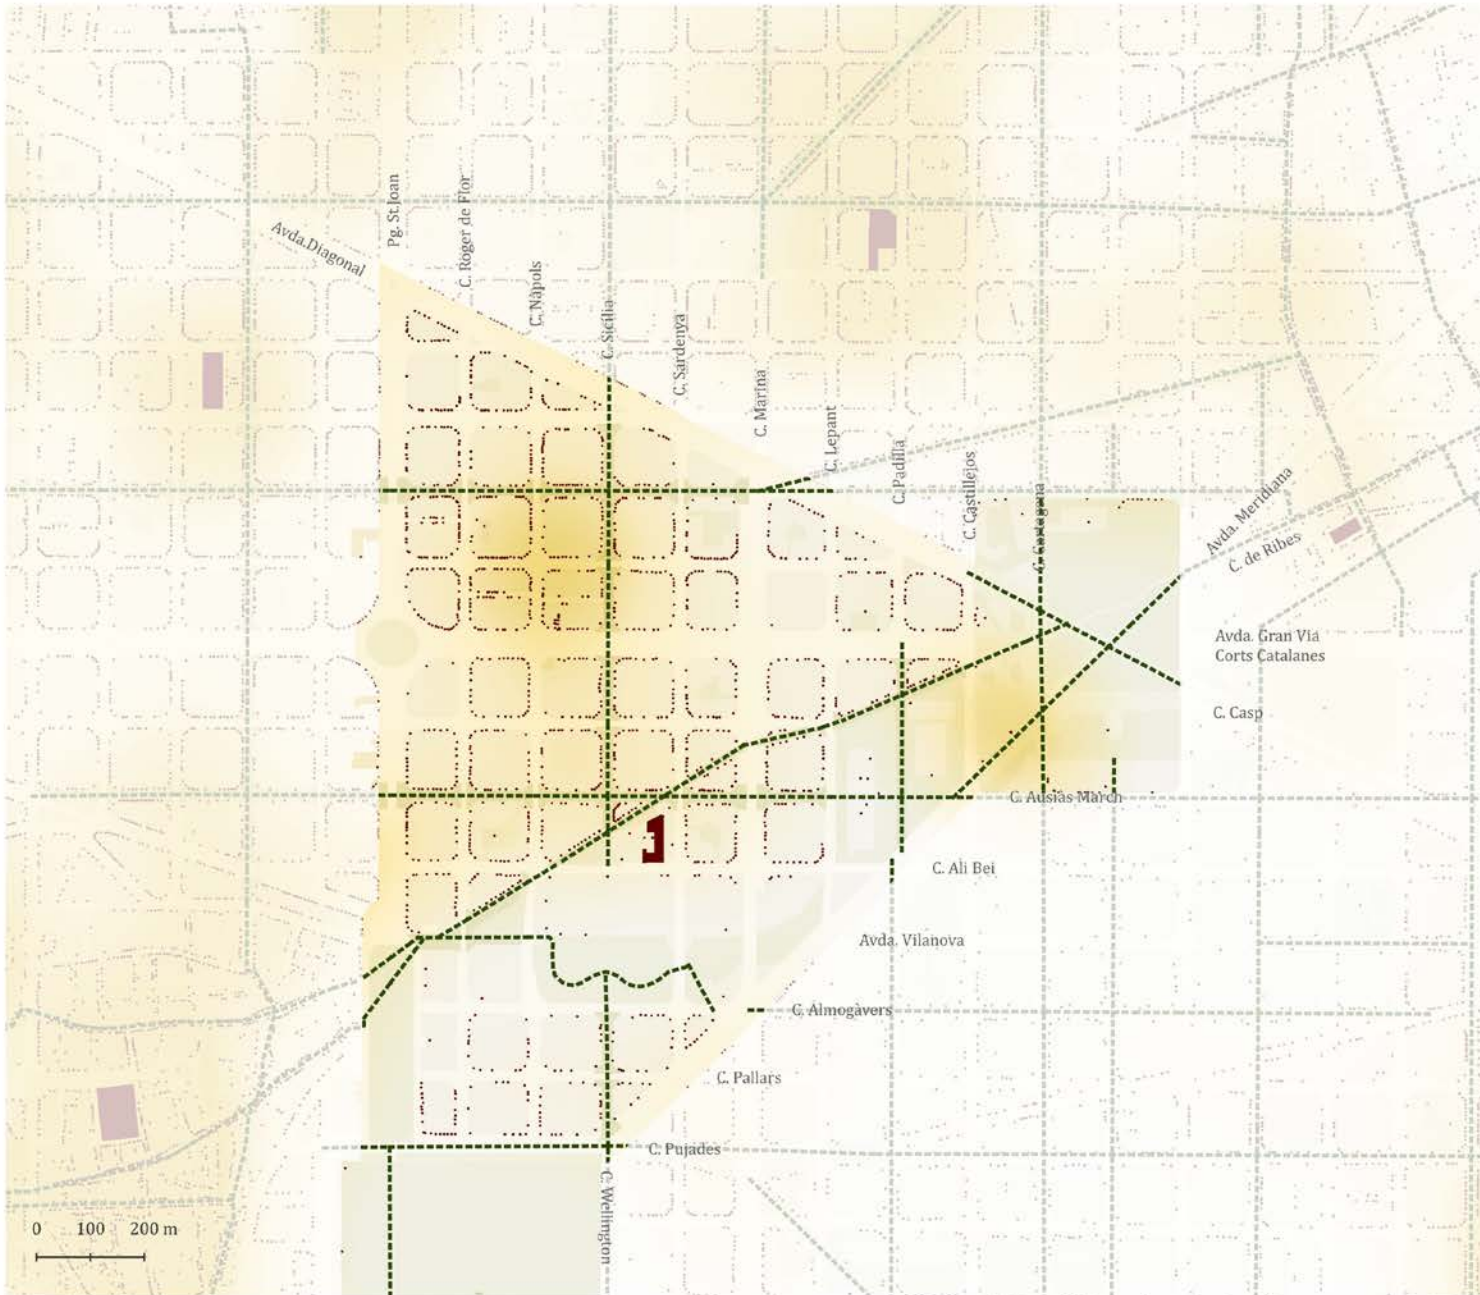 Pg. St.Joan
C. Roger de Flor
Avda.Diagonal
C. Nàpols
C. Sicília
C. Sardenya
C. Marina
C. Lepant
C. Padilla
C. Castillejos
C. Cartagena
Avda. Meridiana
C. de Ribes
Avda. Gran Via
Corts Catalanes
C. Casp
C. Ausiàs March
C. Ali Bei
Avda. Vilanova
C. Almogàvers
C. Pallars
C. Pujades
C. Wellington
0 100 200 m